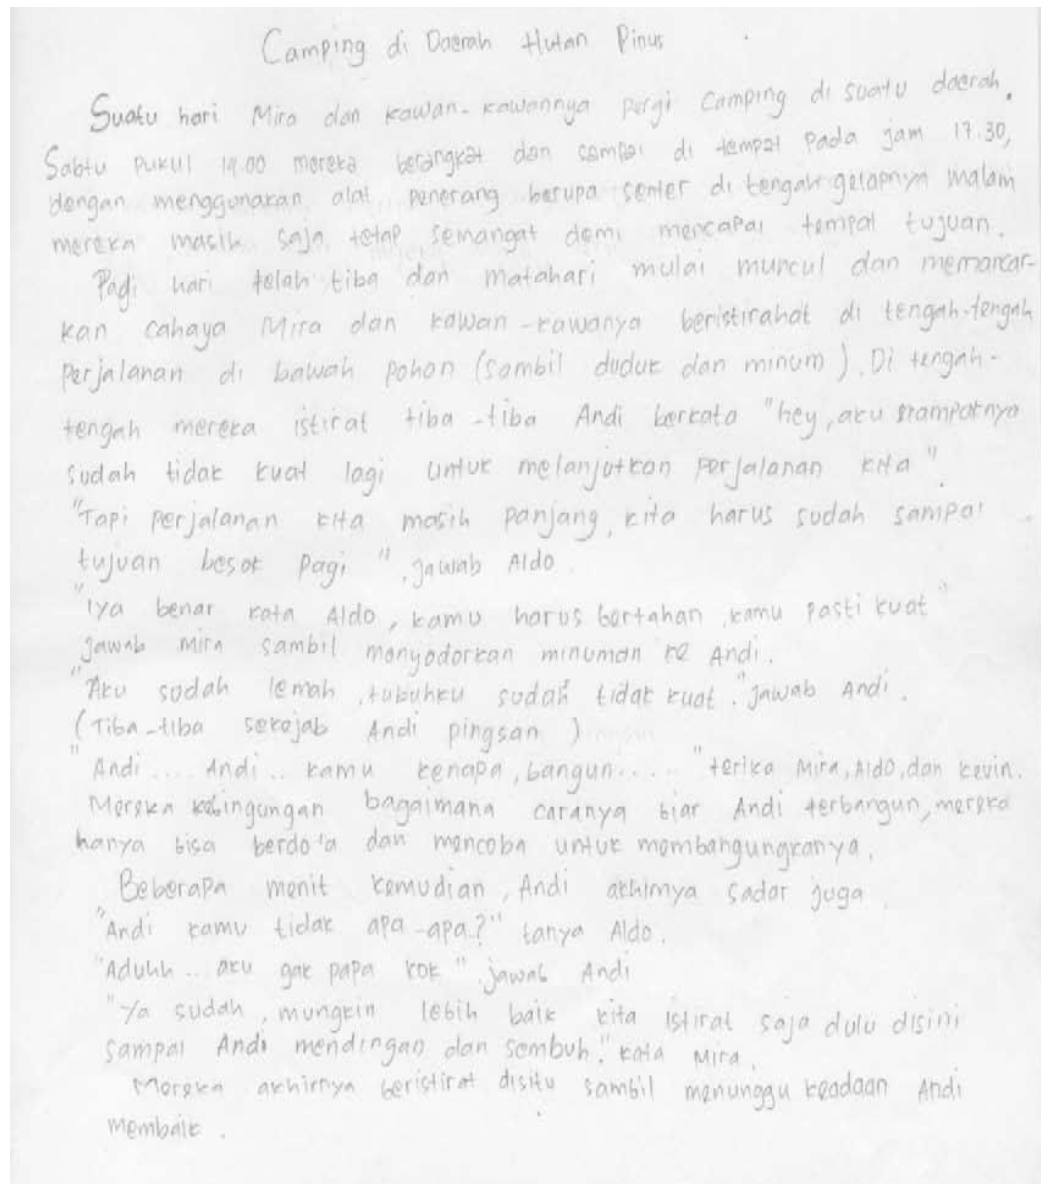 Camping di Daerah Hutan Pinus
Suatu hari Mira dan kawan-kawannya pergi Camping di suatu daerah.
Sabtu pukul 19.00 mereka berangkat dan sampai di tempat pada jam 17.30,
dengan menggunakan alat penerang berupa senter di tengah gelapnya malam
mereka masih saja tetap semangat demi mencapai tempat tujuan.
Pagi hari telah tiba dan matahari mulai muncul dan memancar-
kan cahaya Mira dan kawan-kawanya beristirahat di tengah-tengah
perjalanan di bawah pohon (sambil duduk dan minum). Di tengah-
tengah mereka istirat tiba-tiba Andi berkata "hey, aku nampaknya
sudah tidak kuat lagi untuk melanjutkan perjalanan kita".
"Tapi perjalanan kita masih panjang, kita harus sudah sampai
tujuan besok pagi", jawab Aldo.
"Iya benar kata Aldo, kamu harus bertahan, kamu pasti kuat"
jawab mira sambil menyodorkan minuman ke Andi.
"Aku sudah lemah, tubuhku sudah tidak kuat." jawab Andi.
(Tiba-tiba sekejab Andi pingsan)
"Andi.... Andi.. kamu kenapa, bangun....." terika Mira, Aldo, dan kevin.
Mereka kebingungan bagaimana caranya biar Andi terbangun, mereka
hanya bisa berdo'a dan mencoba untuk membangungkanya.
Beberapa menit kemudian, Andi akhirnya sadar juga.
"Andi kamu tidak apa-apa.?" tanya Aldo.
"Aduhh.. aku gak papa kok" jawab Andi
"Ya sudah, mungkin lebih baik kita istirat saja dulu disini
sampai Andi mendingan dan sembuh." kata Mira.
Mereka akhirnya beristirat disitu sambil menunggu keadaan Andi
membaik.